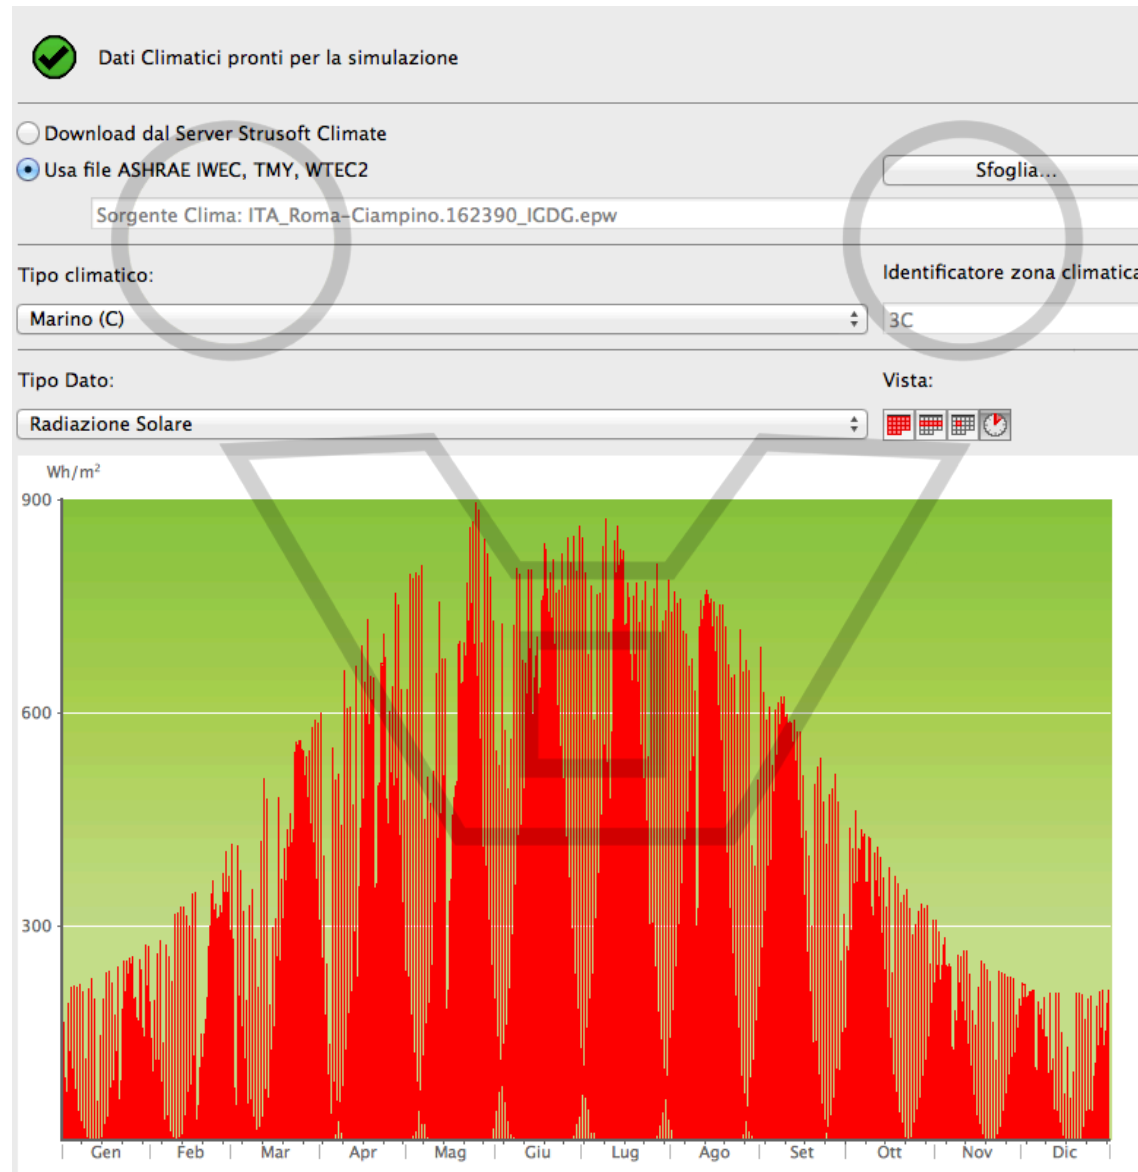 Dati Climatici pronti per la simulazione
Download dal Server Strusoft Climate
Usa file ASHRAE IWEC, TMY, WTEC2
Sfoglia...
Sorgente Clima: ITA_Roma-Ciampino.162390_IGDG.epw
Tipo climatico:
Identificatore zona climatica
Marino (C)
3C
Tipo Dato:
Vista:
Radiazione Solare
Wh/m²
900
600
300
Gen Feb Mar Apr Mag Giu Lug Ago Set Ott Nov Dic